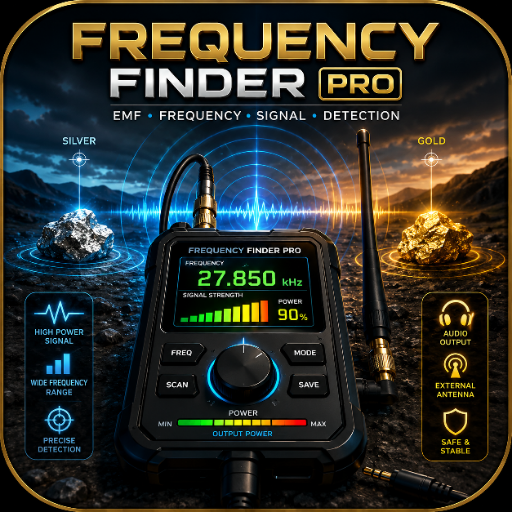 FREQUENCY
FINDER PRO
EMF • FREQUENCY • SIGNAL • DETECTION
SILVER
GOLD
FREQUENCY FINDER PRO
FREQUENCY
27.850 kHz
SIGNAL STRENGTH
POWER
90%
FREQ
MODE
SCAN
SAVE
POWER
MIN
MAX
OUTPUT POWER
HIGH POWER
SIGNAL
WIDE FREQUENCY
RANGE
PRECISE
DETECTION
AUDIO
OUTPUT
EXTERNAL
ANTENNA
SAFE &
STABLE